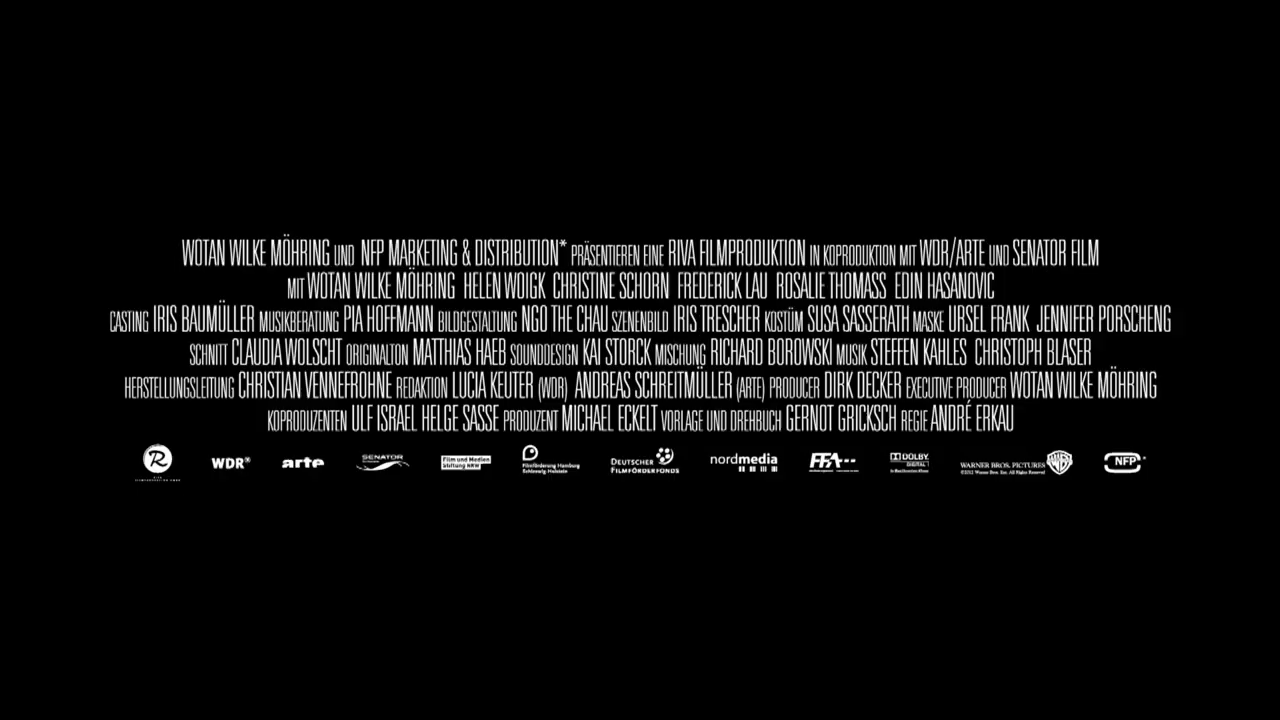 WOTAN WILKE MÖHRING UND NFP MARKETING & DISTRIBUTION* PRÄSENTIEREN EINE RIVA FILMPRODUKTION IN KOPRODUKTION MIT WDR/ARTE UND SENATOR FILM
MIT WOTAN WILKE MÖHRING HELEN WOIGK CHRISTINE SCHORN FREDERICK LAU ROSALIE THOMASS EDIN HASANOVIC
CASTING IRIS BAUMÜLLER MUSIKBERATUNG PIA HOFFMANN BILDGESTALTUNG NGO THE CHAU SZENENBILD IRIS TRESCHER KOSTÜM SUSA SASSERATH MASKE URSEL FRANK JENNIFER PORSCHENG
SCHNITT CLAUDIA WOLSCHT ORIGINALTON MATTHIAS HAEB SOUNDDESIGN KAI STORCK MISCHUNG RICHARD BOROWSKI MUSIK STEFFEN KAHLES CHRISTOPH BLASER
HERSTELLUNGSLEITUNG CHRISTIAN VENNEFROHNE REDAKTION LUCIA KEUTER (WDR) ANDREAS SCHREITMÜLLER (ARTE) PRODUCER DIRK DECKER EXECUTIVE PRODUCER WOTAN WILKE MÖHRING
KOPRODUZENTEN ULF ISRAEL HELGE SASSE PRODUZENT MICHAEL ECKELT VORLAGE UND DREHBUCH GERNOT GRICKSCH REGIE ANDRÉ ERKAU
R
WDR
arte
SENATOR
Film und Medien
Stiftung NRW
Filmförderung Hamburg
Schleswig Holstein
DEUTSCHER
FILMFÖRDERFONDS
nordmedia
FFA
DOLBY
DIGITAL
WARNER BROS. PICTURES
WB
NFP*